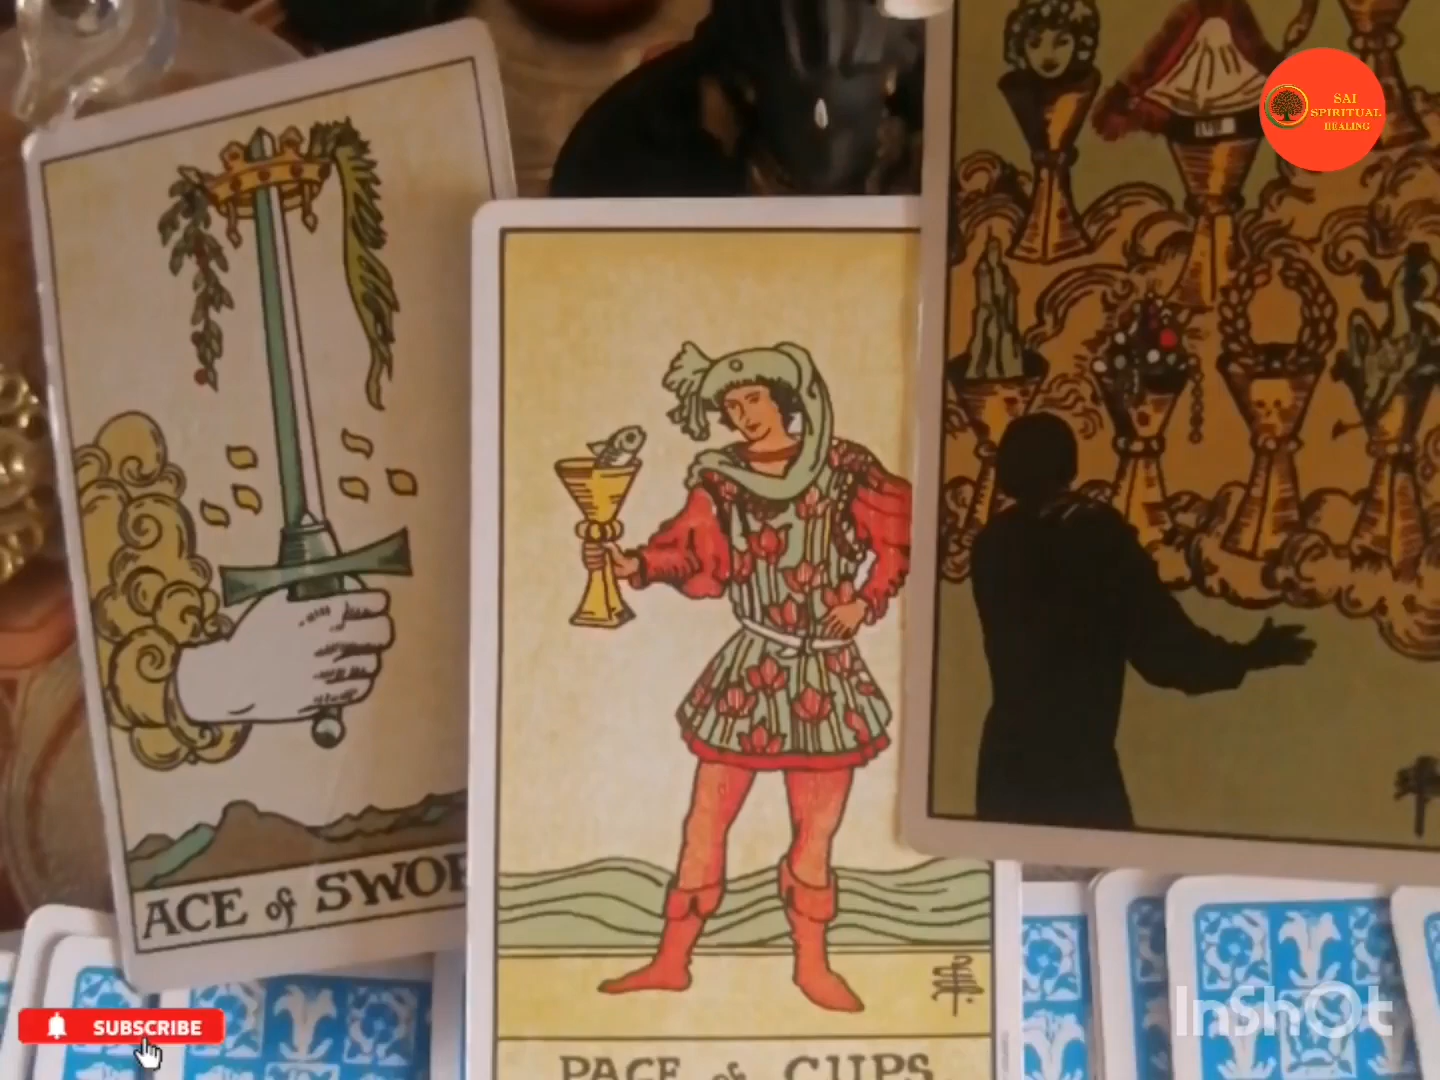 SAI
SPIRITUAL
HEALING
ACE of SWOR
PAGE of CUPS
SUBSCRIBE
InShOt